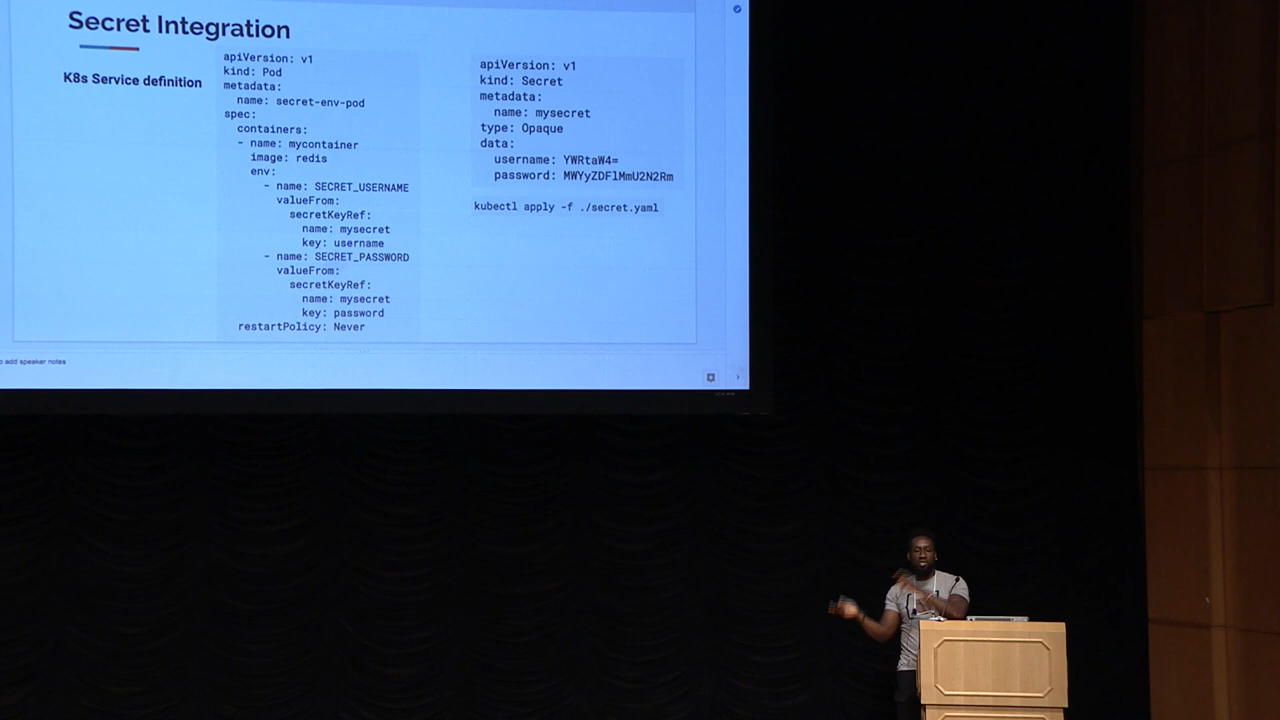 Secret Integration
K8s Service definition
apiVersion: v1
kind: Pod
metadata:
name: secret-env-pod
spec:
containers:
- name: mycontainer
image: redis
env:
- name: SECRET_USERNAME
valueFrom:
secretKeyRef:
name: mysecret
key: username
- name: SECRET_PASSWORD
valueFrom:
secretKeyRef:
name: mysecret
key: password
restartPolicy: Never
apiVersion: v1
kind: Secret
metadata:
name: mysecret
type: Opaque
data:
username: YWRtaW4=
password: MWYyZDFlMmU2N2Rm
kubectl apply -f ./secret.yaml
add speaker notes